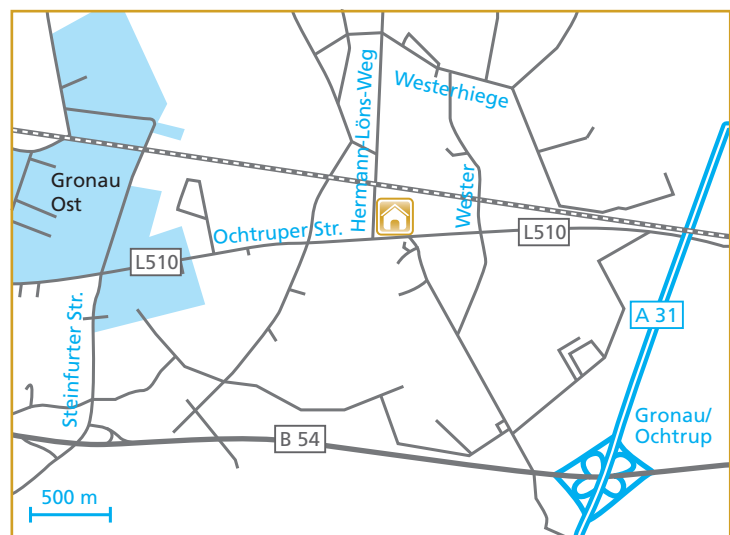 Hermann-Löns-Weg
Westerhiege
Gronau
Ost
Wester
Ochtruper Str.
L510
L510
Steinfurter Str.
A 31
Gronau/
Ochtrup
B 54
500 m